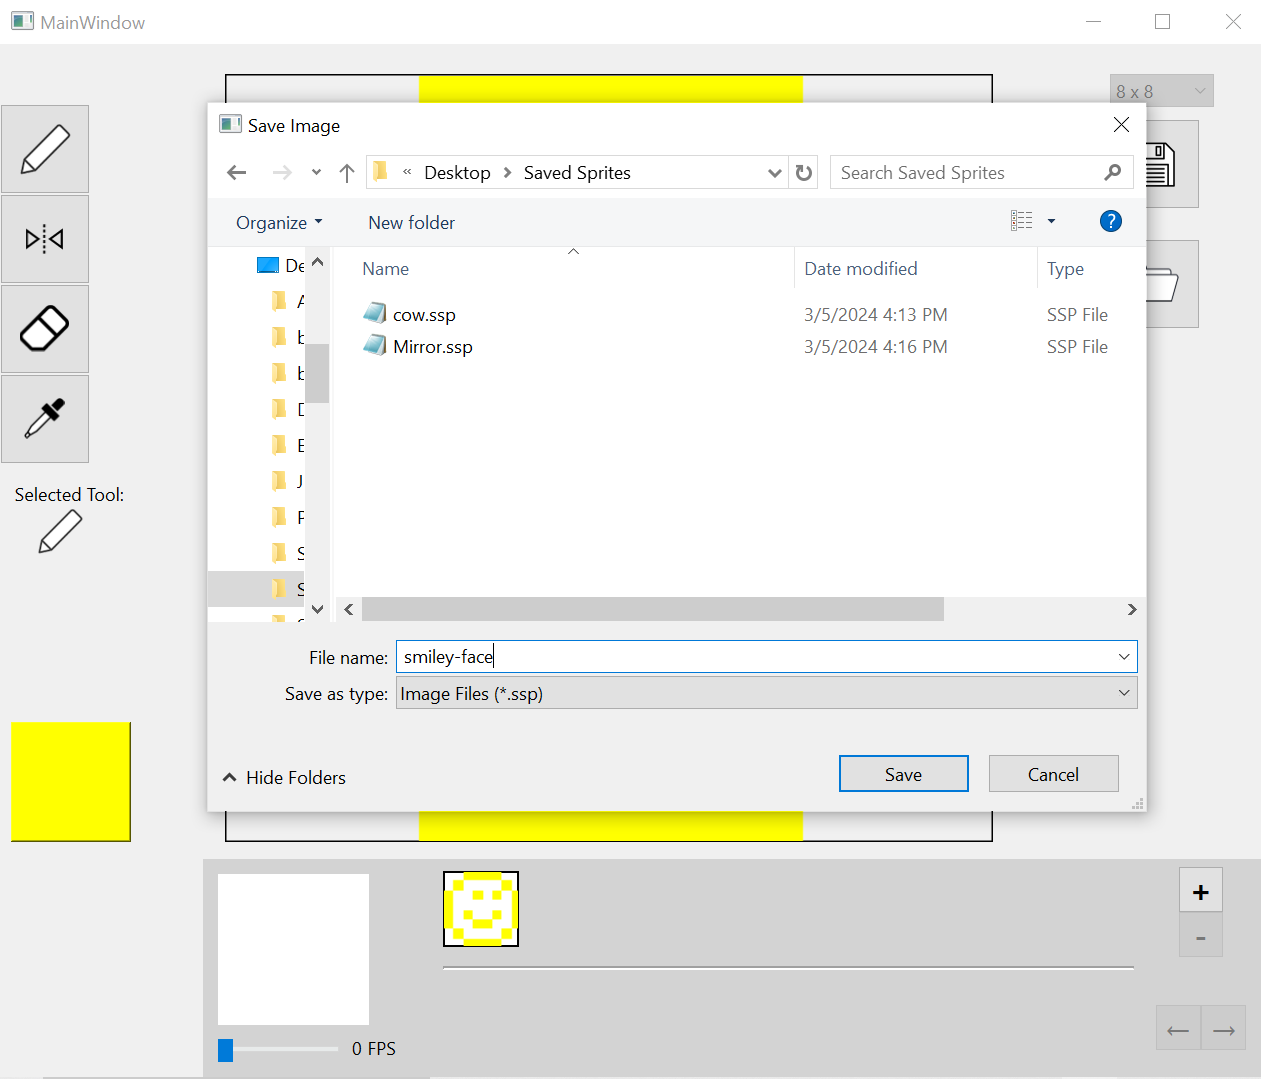 MainWindow
8 x 8
Save Image
« Desktop > Saved Sprites
Search Saved Sprites
Organize
New folder
?
Name
Date modified
Type
cow.ssp
3/5/2024 4:13 PM
SSP File
Mirror.ssp
3/5/2024 4:16 PM
SSP File
De
b
b
J
Selected Tool:
File name:
smiley-face
Save as type:
Image Files (*.ssp)
Hide Folders
Save
Cancel
+
-
0 FPS